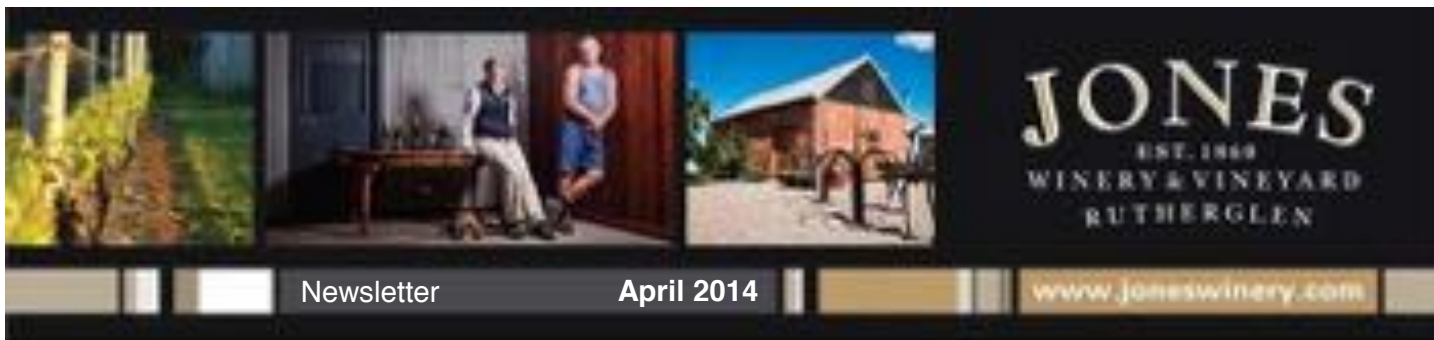 JONES
EST. 1860
WINERY & VINEYARD
RUTHERGLEN
Newsletter April 2014
www.joneswinery.com